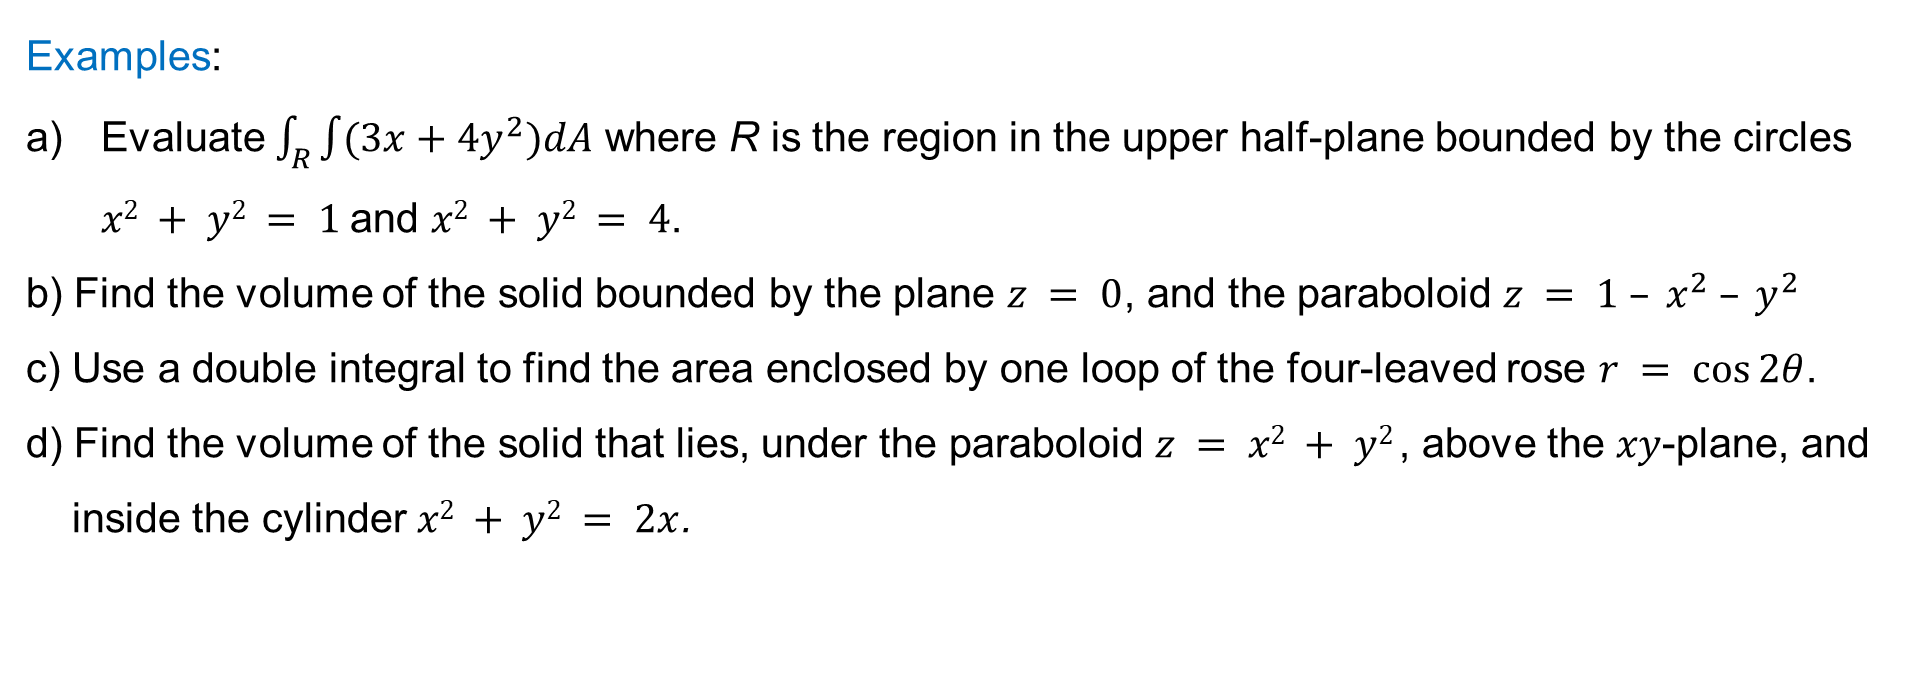 Examples:
a) Evaluate ∫_R ∫(3x + 4y²)dA where R is the region in the upper half-plane bounded by the circles
x² + y² = 1 and x² + y² = 4.
b) Find the volume of the solid bounded by the plane z = 0, and the paraboloid z = 1 – x² – y²
c) Use a double integral to find the area enclosed by one loop of the four-leaved rose r = cos 2θ.
d) Find the volume of the solid that lies, under the paraboloid z = x² + y², above the xy-plane, and
inside the cylinder x² + y² = 2x.